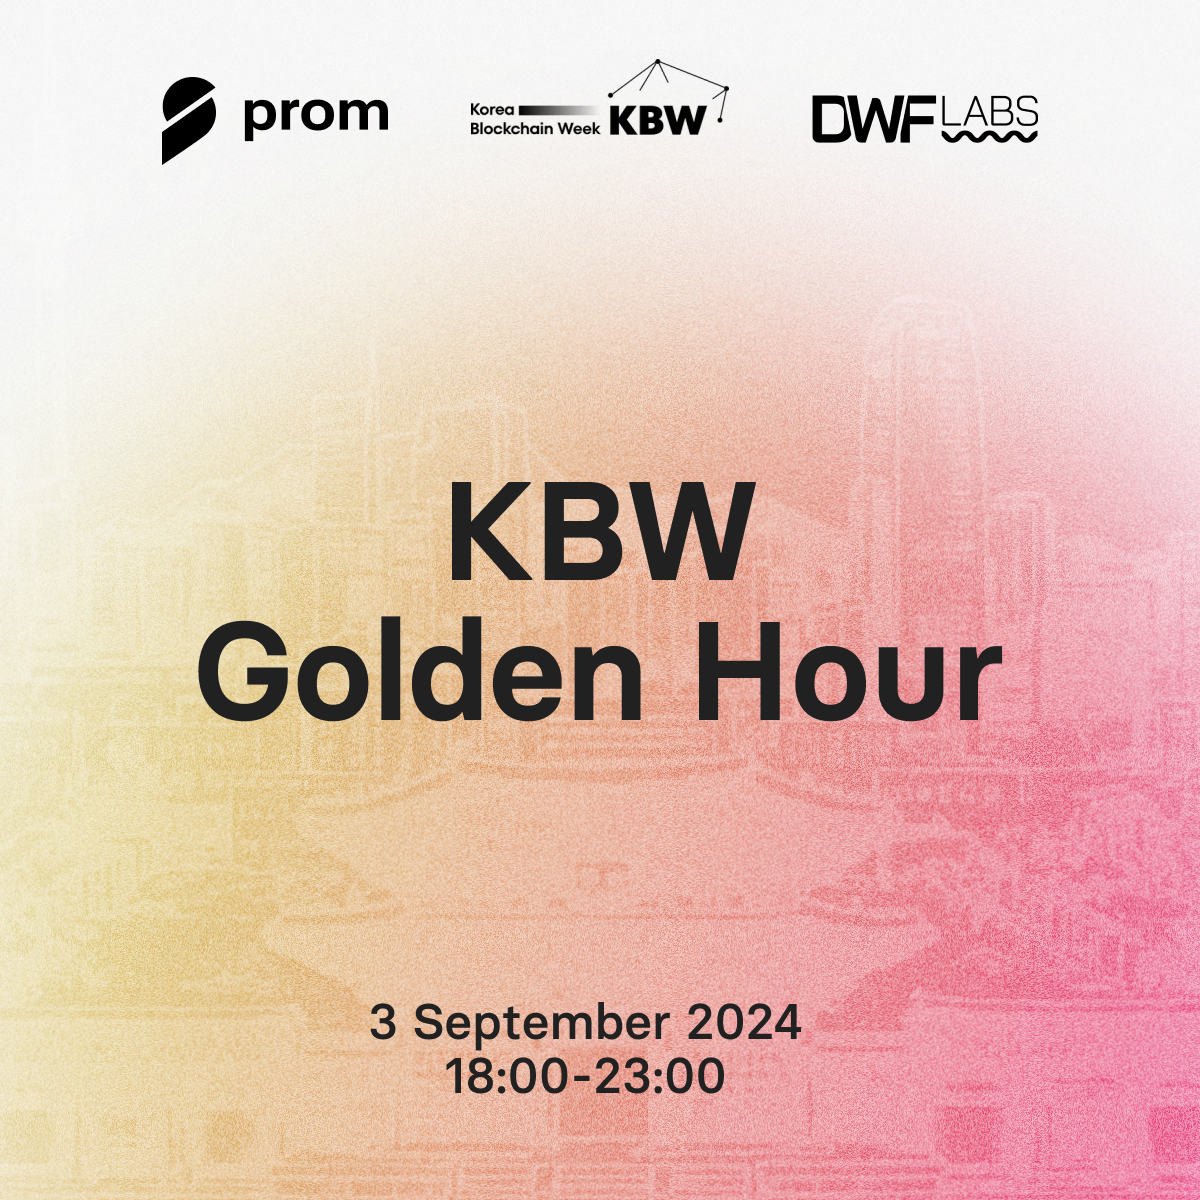 prom
Korea
Blockchain Week KBW
DWF LABS
KBW
Golden Hour
3 September 2024
18:00-23:00